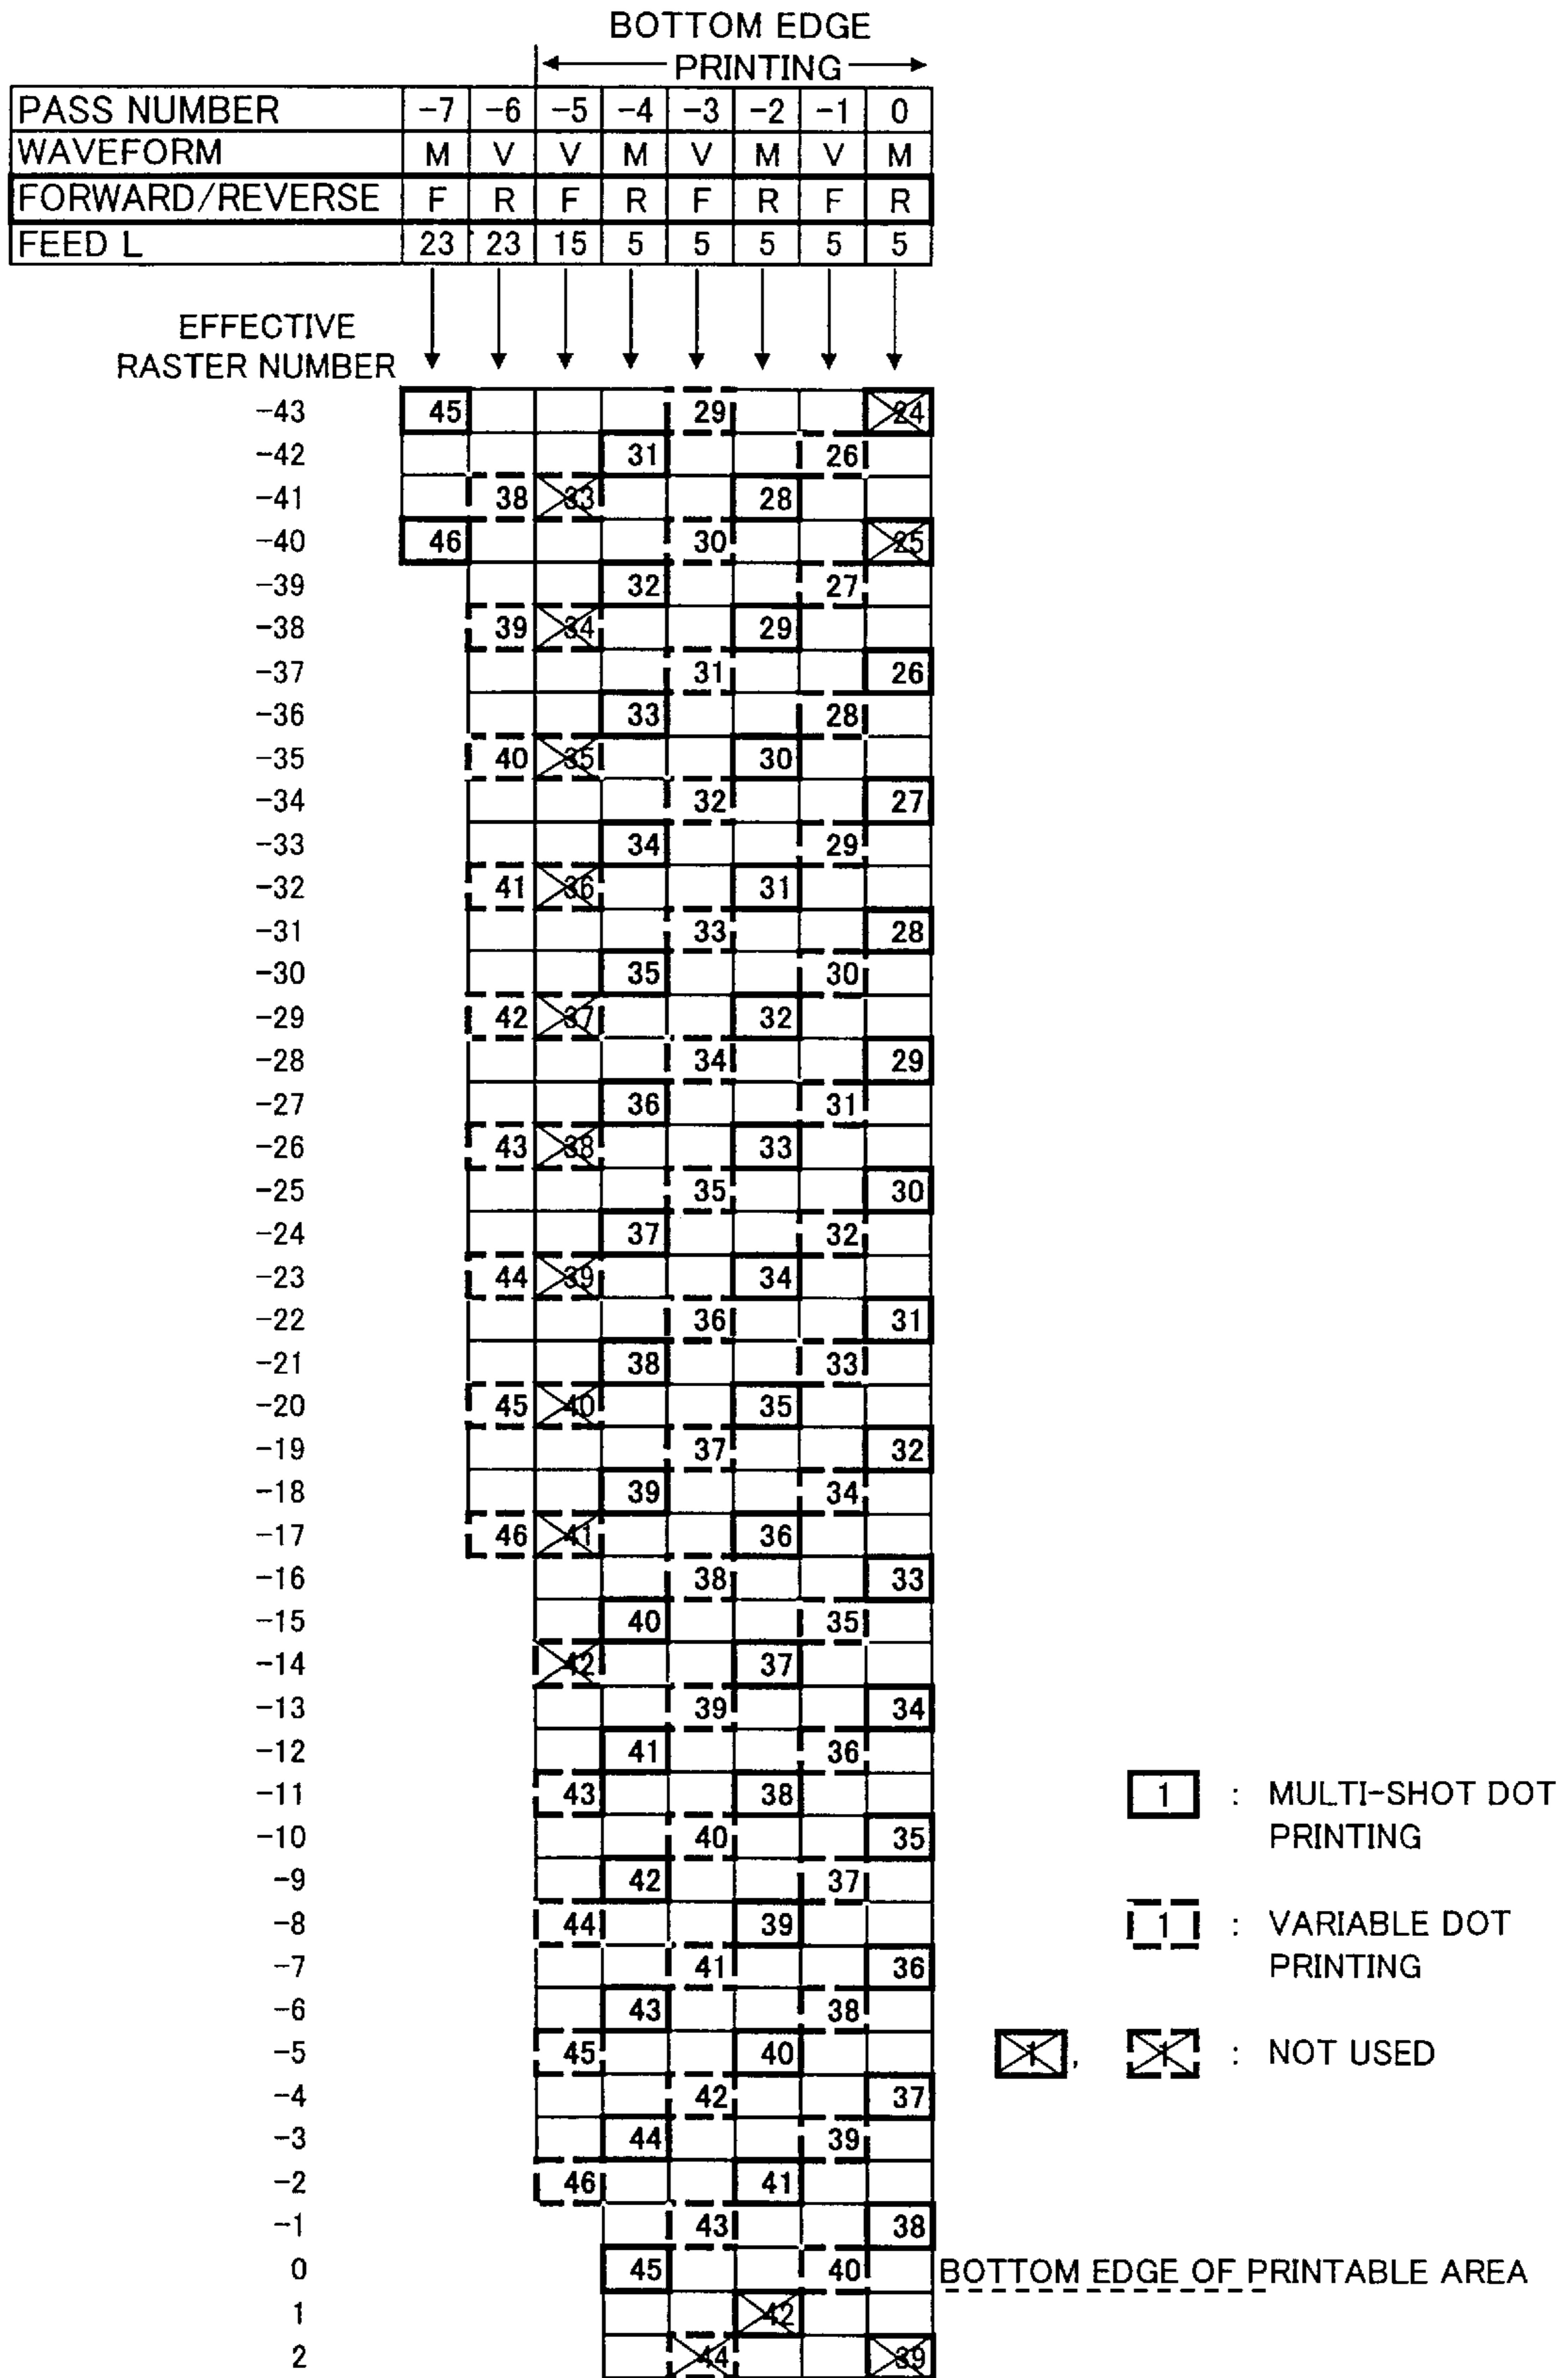 BOTTOM EDGE
PRINTING
PASS NUMBER -7 -6 -5 -4 -3 -2 -1 0
WAVEFORM M V V M V M V M
FORWARD/REVERSE F R F R F R F R
FEED L 23 23 15 5 5 5 5 5
EFFECTIVE
RASTER NUMBER
-43 45 29 24
-42 31 26
-41 38 33 28
-40 46 30 25
-39 32 27
-38 39 34 29
-37 31 26
-36 33 28
-35 40 35 30
-34 32 27
-33 34 29
-32 41 36 31
-31 33 28
-30 35 30
-29 42 37 32
-28 34 29
-27 36 31
-26 43 38 33
-25 35 30
-24 37 32
-23 44 39 34
-22 36 31
-21 38 33
-20 45 40 35
-19 37 32
-18 39 34
-17 46 41 36
-16 38 33
-15 40 35
-14 42 37
-13 39 34
-12 41 36
-11 43 38
-10 40 35
-9 42 37
-8 44 39
-7 41 36
-6 43 38
-5 45 40
-4 42 37
-3 44 39
-2 46 41
-1 43 38
0 45 40 BOTTOM EDGE OF PRINTABLE AREA
1 42
2 44 39
1 : MULTI-SHOT DOT
PRINTING
1 : VARIABLE DOT
PRINTING
1, 1 : NOT USED